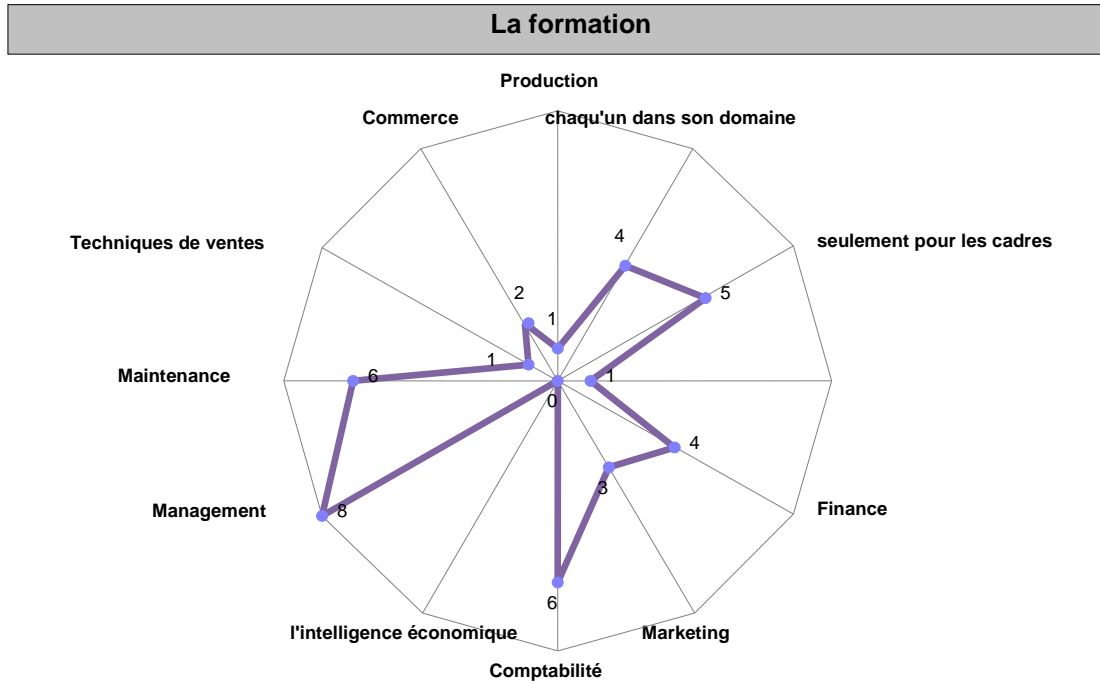 La formation
Production
Commerce
chaqu'un dans son domaine
Techniques de ventes
4
seulement pour les cadres
2
5
1
1
Maintenance
6
1
0
4
3
Management
8
Finance
6
l'intelligence économique
Marketing
Comptabilité